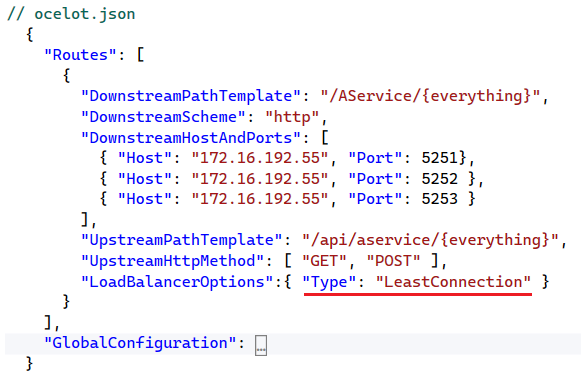 // ocelot.json
{
"Routes": [
{
"DownstreamPathTemplate": "/AService/{everything}",
"DownstreamScheme": "http",
"DownstreamHostAndPorts": [
{ "Host": "172.16.192.55", "Port": 5251},
{ "Host": "172.16.192.55", "Port": 5252 },
{ "Host": "172.16.192.55", "Port": 5253 }
],
"UpstreamPathTemplate": "/api/aservice/{everything}",
"UpstreamHttpMethod": [ "GET", "POST" ],
"LoadBalancerOptions":{ "Type": "LeastConnection" }
}
],
"GlobalConfiguration": ...
}